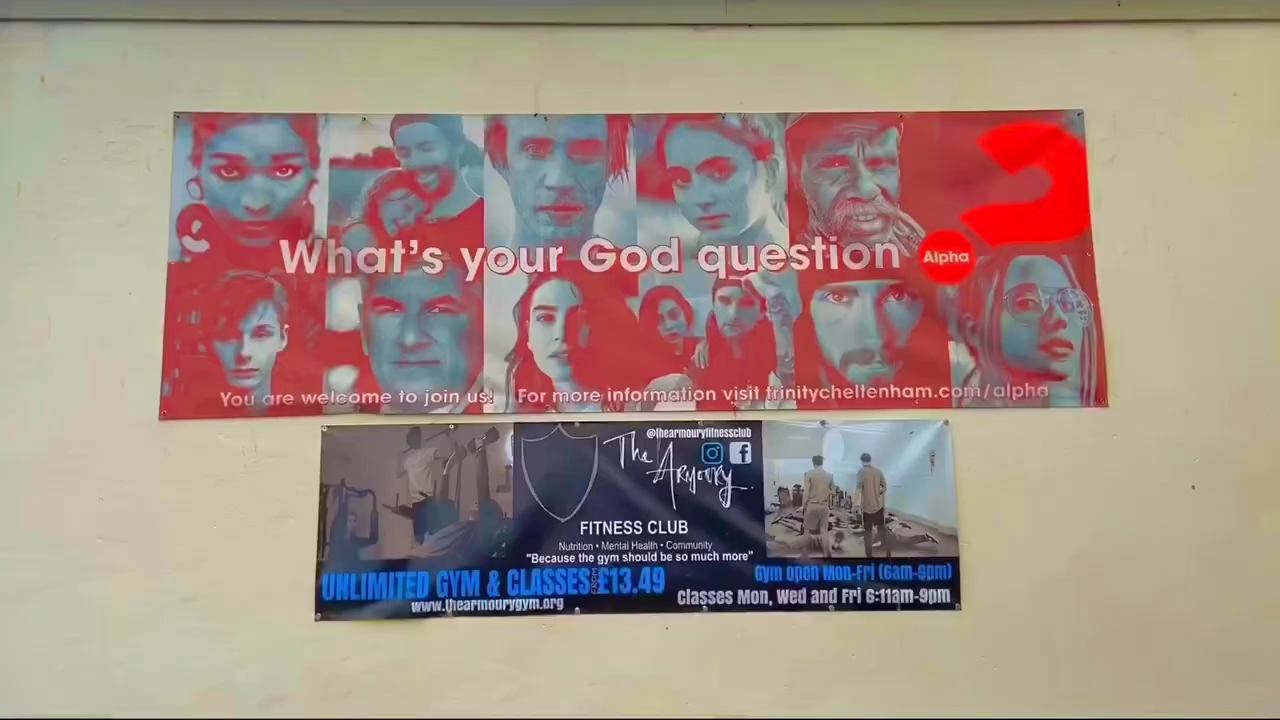 What's your God question
Alpha
You are welcome to join us! For more information visit trinitycheltenham.com/alpha
@thearmouryfitnessclub
The Armoury
FITNESS CLUB
Nutrition • Mental Health • Community
"Because the gym should be so much more"
UNLIMITED GYM & CLASSES FROM £13.49
www.thearmourygym.org
Gym open Mon-Fri (6am-9pm)
Classes Mon, Wed and Fri 6:11am-9pm